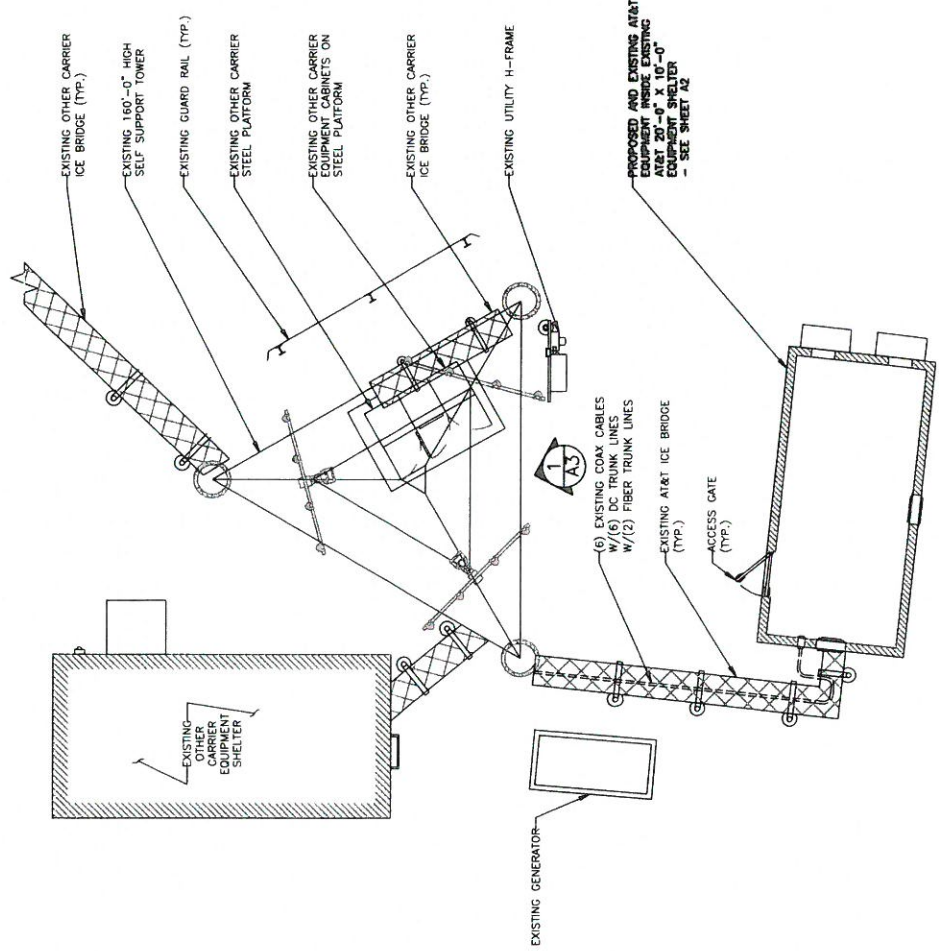 EXISTING OTHER CARRIER
ICE BRIDGE (TYP.)
EXISTING 160'-0" HIGH
SELF SUPPORT TOWER
EXISTING GUARD RAIL (TYP.)
EXISTING OTHER CARRIER
STEEL PLATFORM
EXISTING OTHER CARRIER
EQUIPMENT CABINETS ON
STEEL PLATFORM
EXISTING OTHER CARRIER
ICE BRIDGE (TYP.)
EXISTING UTILITY H-FRAME
PROPOSED AND EXISTING AT&T
EQUIPMENT INSIDE EXISTING
AT&T 20'-0" X 10'-0"
EQUIPMENT SHELTER
- SEE SHEET A2
1
A3
(6) EXISTING COAX CABLES
W/(6) DC TRUNK LINES
W/(2) FIBER TRUNK LINES
EXISTING AT&T ICE BRIDGE
(TYP.)
ACCESS GATE
(TYP.)
EXISTING
OTHER
CARRIER
EQUIPMENT
SHELTER
EXISTING GENERATOR